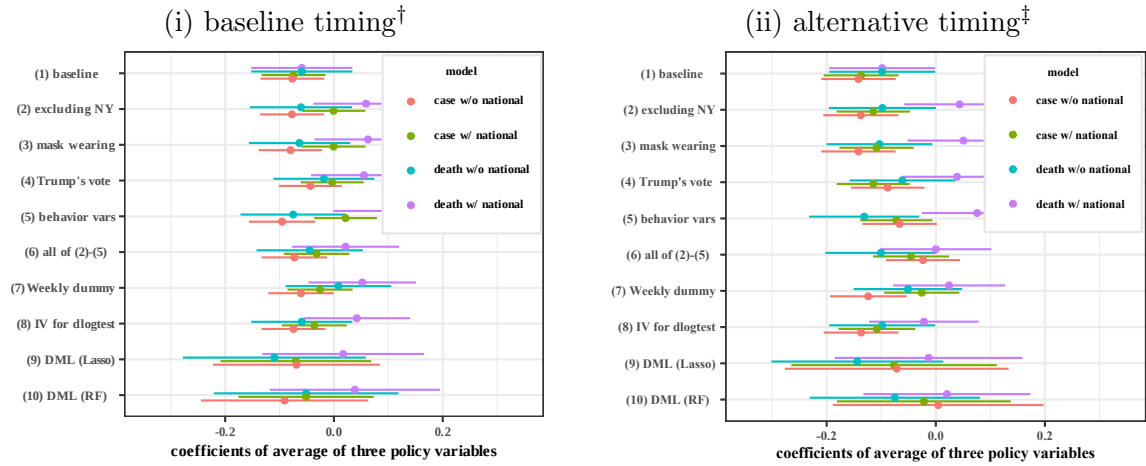 (i) baseline timing†
(1) baseline
(2) excluding NY
(3) mask wearing
(4) Trump's vote
(5) behavior vars
(6) all of (2)-(5)
(7) Weekly dummy
(8) IV for dlogtest
(9) DML (Lasso)
(10) DML (RF)
model
case w/o national
case w/ national
death w/o national
death w/ national
-0.2 0.0 0.2
coefficients of average of three policy variables
(ii) alternative timing‡
(1) baseline
(2) excluding NY
(3) mask wearing
(4) Trump's vote
(5) behavior vars
(6) all of (2)-(5)
(7) Weekly dummy
(8) IV for dlogtest
(9) DML (Lasso)
(10) DML (RF)
model
case w/o national
case w/ national
death w/o national
death w/ national
-0.2 0.0 0.2
coefficients of average of three policy variables